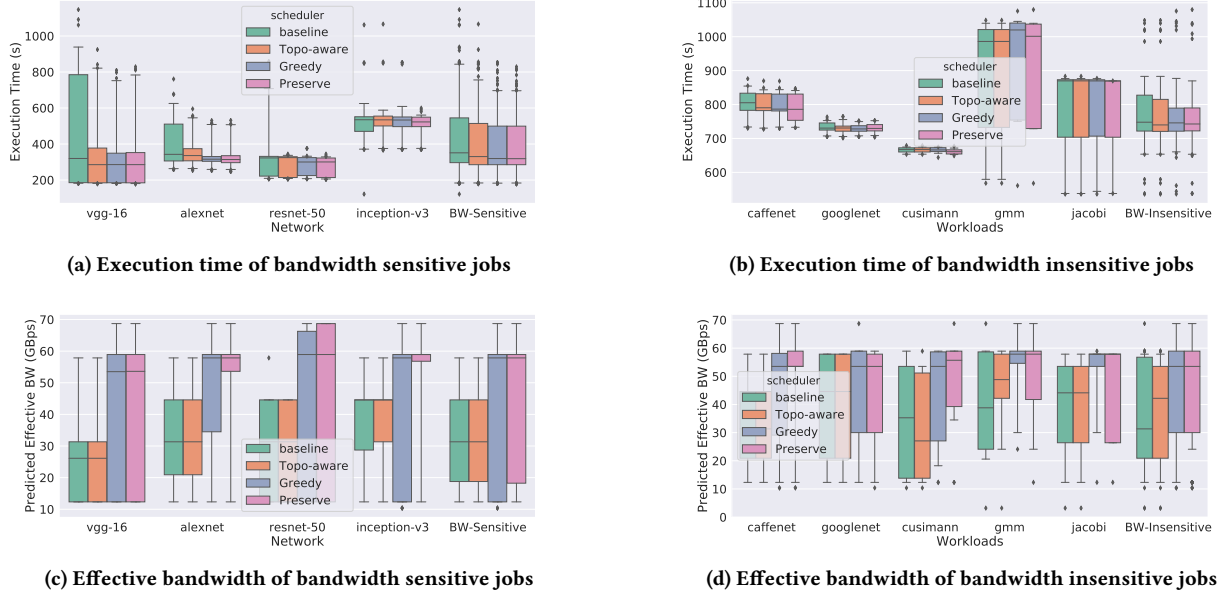 Execution Time (s)
1000
800
600
400
200
scheduler
baseline
Topo-aware
Greedy
Preserve
vgg-16 alexnet resnet-50 inception-v3 BW-Sensitive
Network
(a) Execution time of bandwidth sensitive jobs
Execution Time (s)
1100
1000
900
800
700
600
scheduler
baseline
Topo-aware
Greedy
Preserve
caffenet googlenet cusimann gmm jacobi BW-Insensitive
Workloads
(b) Execution time of bandwidth insensitive jobs
Predicted Effective BW (GBps)
70
60
50
40
30
20
10
scheduler
baseline
Topo-aware
Greedy
Preserve
vgg-16 alexnet resnet-50 inception-v3 BW-Sensitive
Network
(c) Effective bandwidth of bandwidth sensitive jobs
Predicted Effective BW (GBps)
70
60
50
40
30
20
10
0
scheduler
baseline
Topo-aware
Greedy
Preserve
caffenet googlenet cusimann gmm jacobi BW-Insensitive
Workloads
(d) Effective bandwidth of bandwidth insensitive jobs